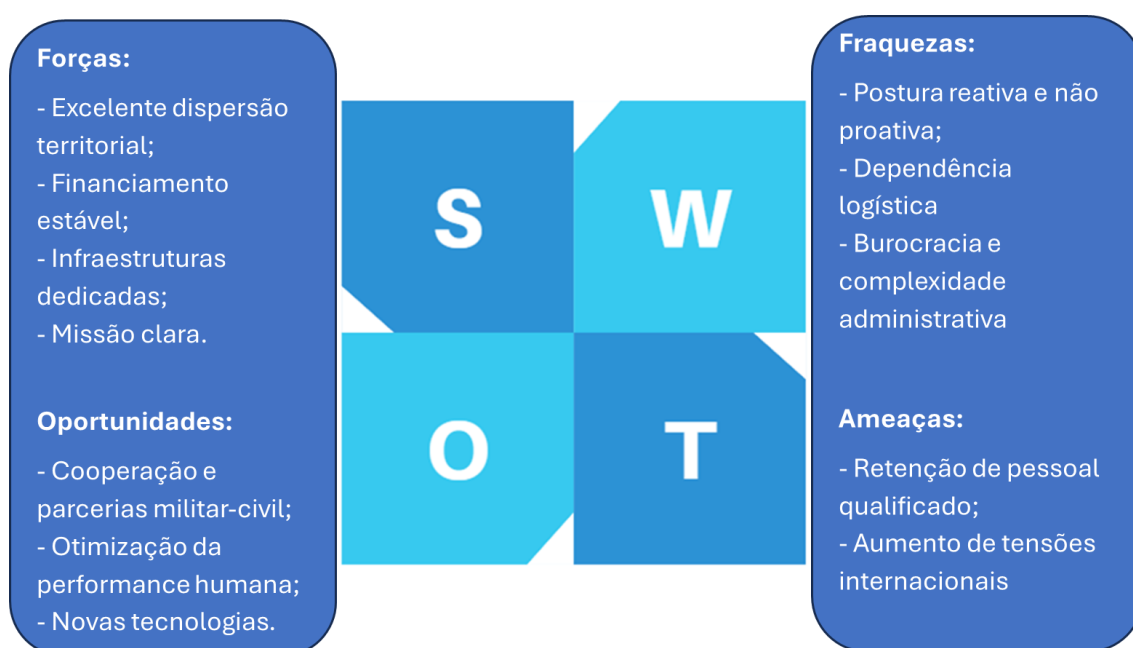 Forças:
- Excelente dispersão
territorial;
- Financiamento
estável;
- Infraestruturas
dedicadas;
- Missão clara.
Oportunidades:
- Cooperação e
parcerias militar-civil;
- Otimização da
performance humana;
- Novas tecnologias.
S
W
O
T
Fraquezas:
- Postura reativa e não
proativa;
- Dependência
logística
- Burocracia e
complexidade
administrativa
Ameaças:
- Retenção de pessoal
qualificado;
- Aumento de tensões
internacionais